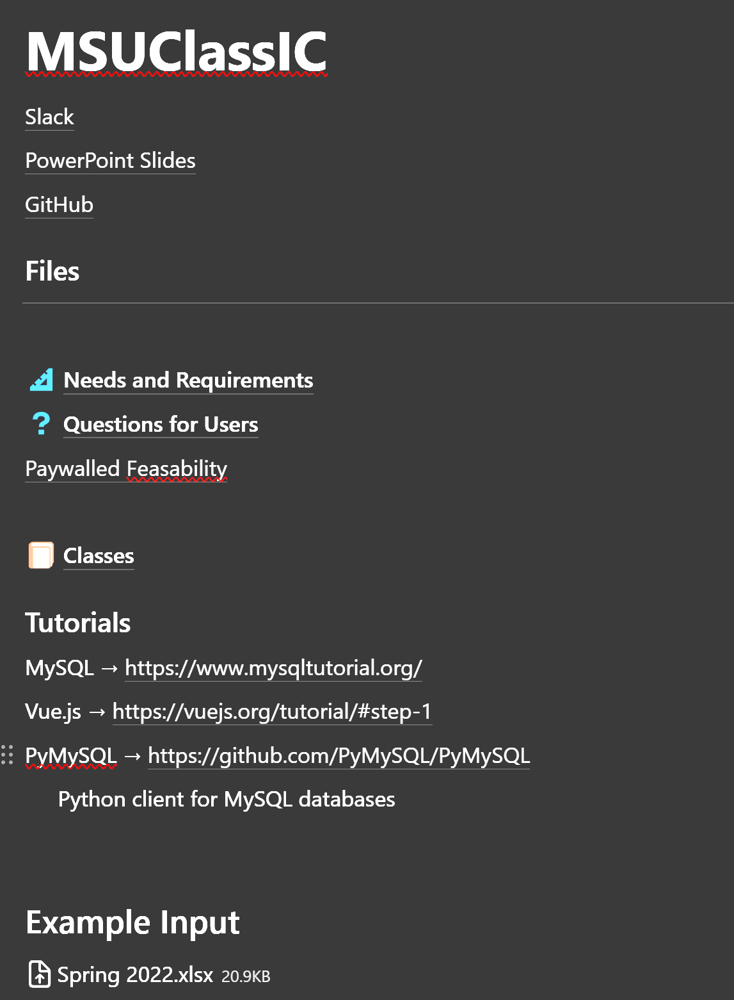 MSUClassIC
Slack
PowerPoint Slides
GitHub
Files
Needs and Requirements
Questions for Users
Paywalled Feasability
Classes
Tutorials
MySQL → https://www.mysqltutorial.org/
Vue.js → https://vuejs.org/tutorial/#step-1
PyMySQL → https://github.com/PyMySQL/PyMySQL
Python client for MySQL databases
Example Input
Spring 2022.xlsx 20.9KB